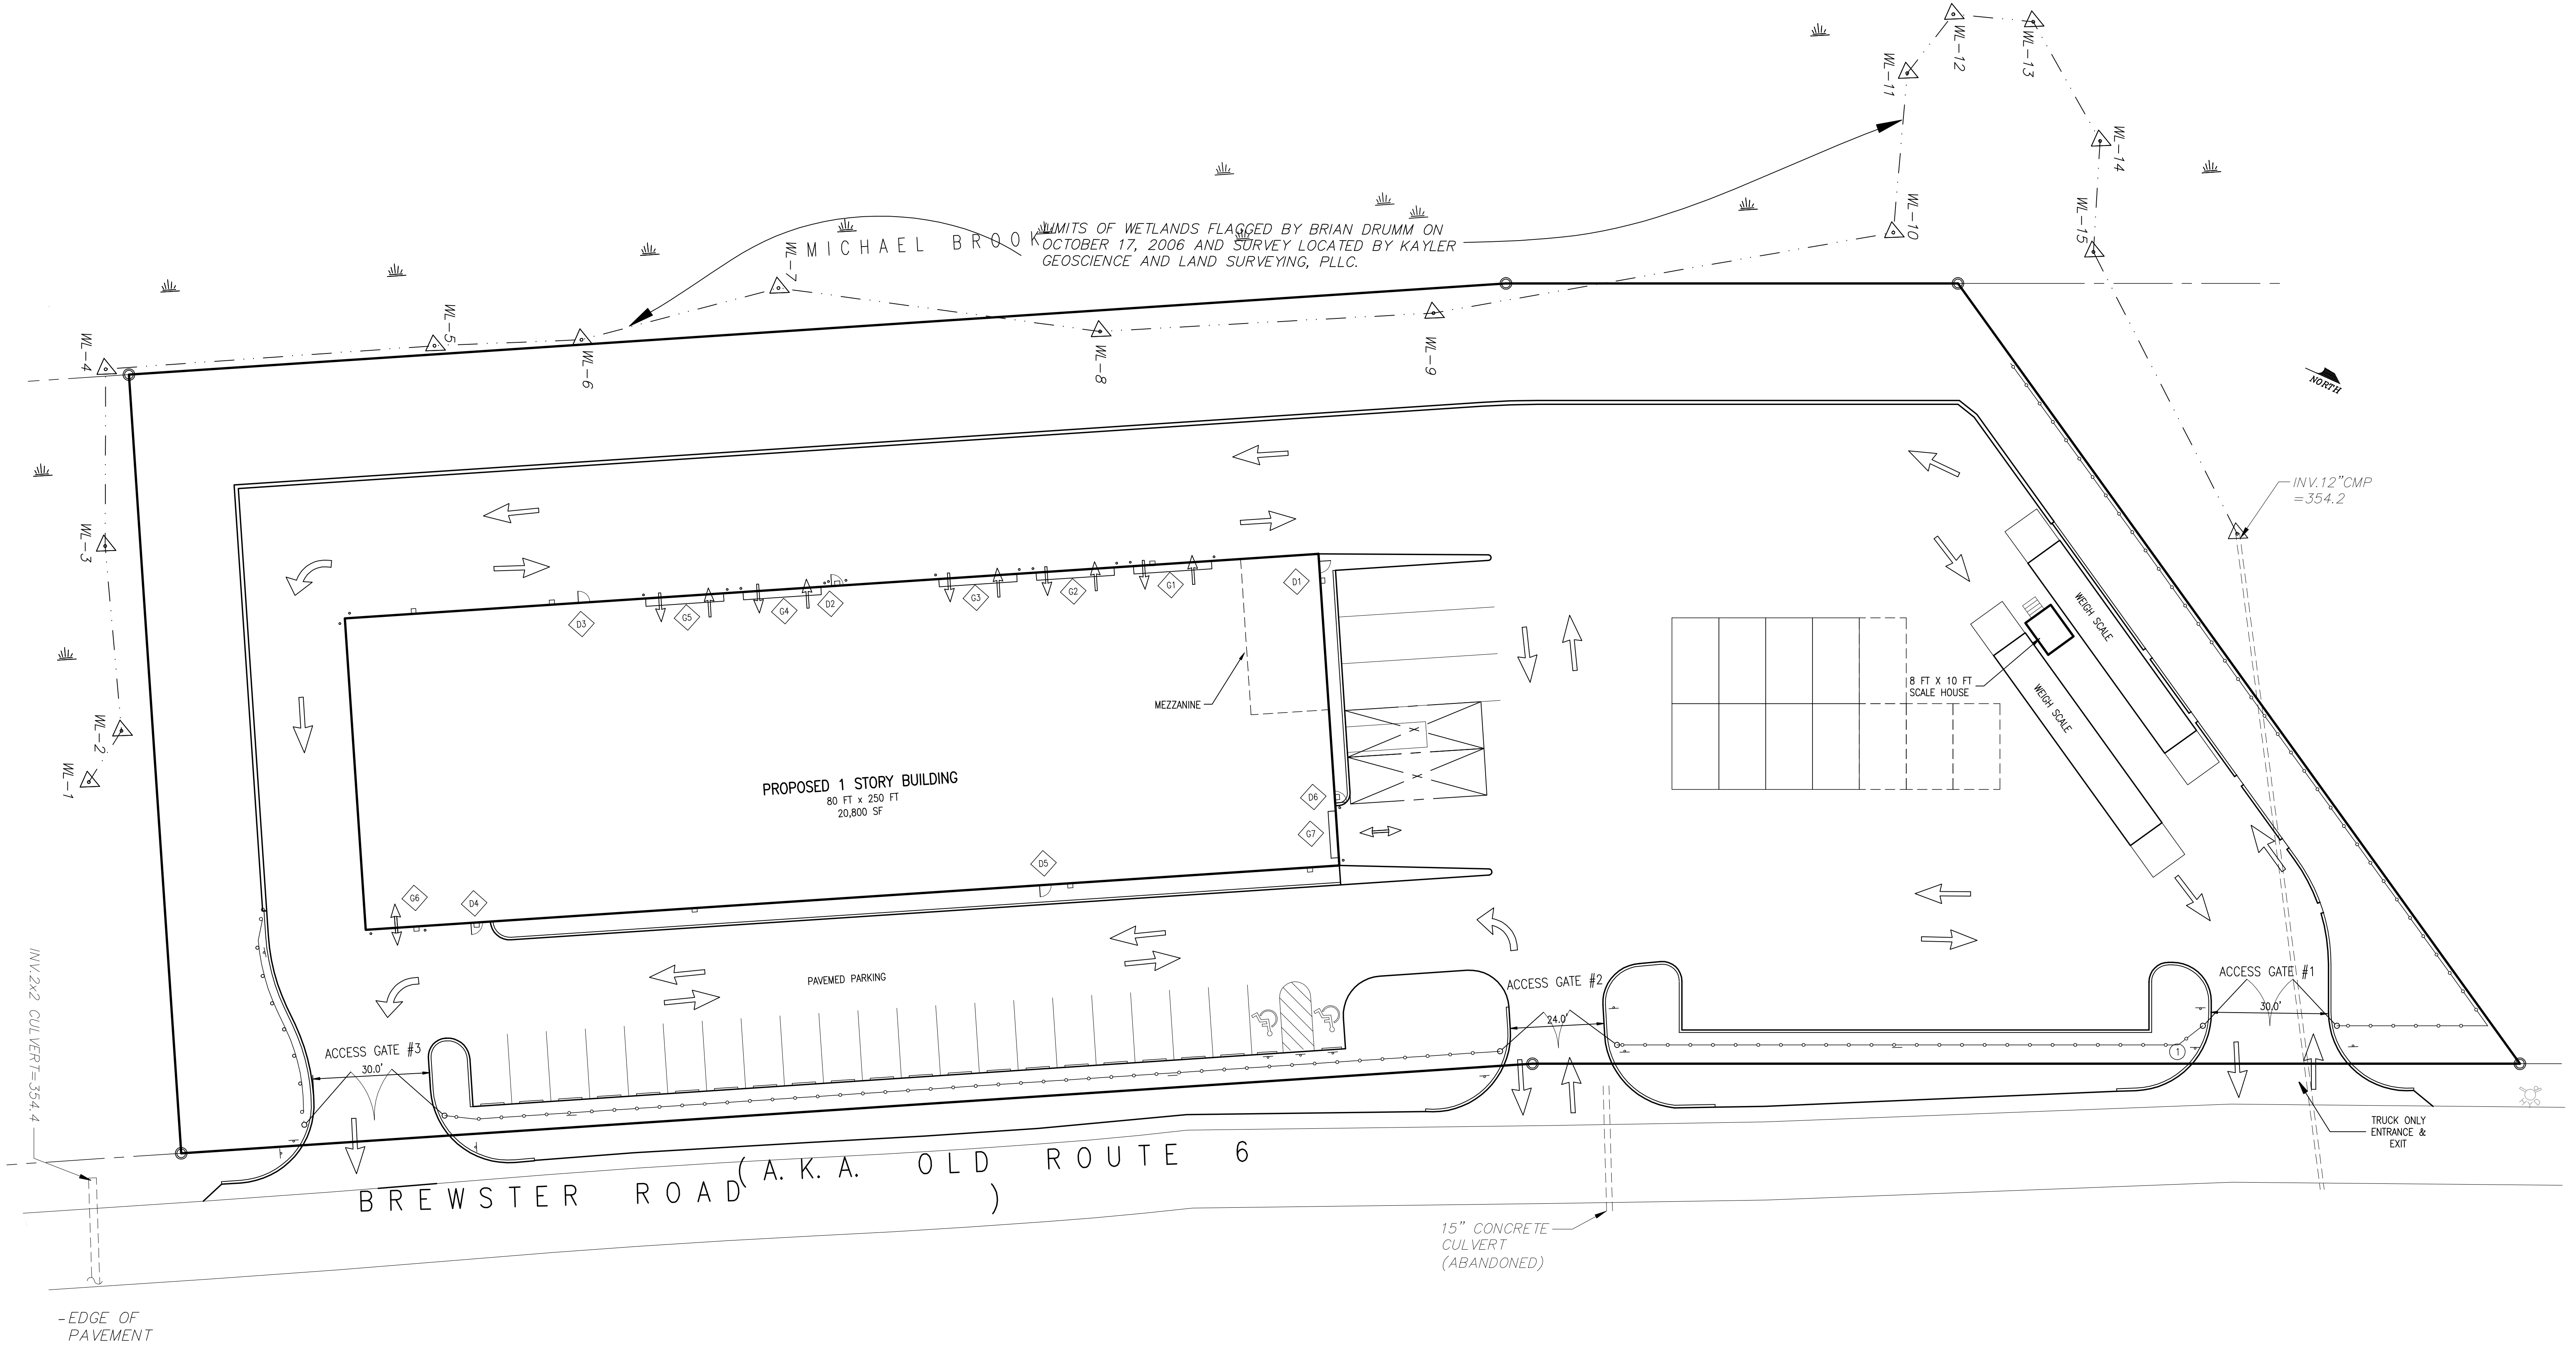 WL-12
WL-13
WL-11
WL-14
WL-10
WL-15
MICHAEL BROOK
LIMITS OF WETLANDS FLAGGED BY BRIAN DRUMM ON
OCTOBER 17, 2006 AND SURVEY LOCATED BY KAYLER
GEOSCIENCE AND LAND SURVEYING, PLLC.
WL-7
WL-5
WL-4
WL-6
WL-8
WL-9
NORTH
INV.12"CMP
=354.2
WL-3
WL-2
WL-1
D3
G5
G4
D2
G3
G2
G1
D1
WEIGH SCALE
WEIGH SCALE
8 FT X 10 FT
SCALE HOUSE
MEZZANINE
PROPOSED 1 STORY BUILDING
80 FT x 250 FT
20,800 SF
D6
G7
D5
G6
D4
PAVEMED PARKING
ACCESS GATE #1
30.0'
ACCESS GATE #2
24.0'
ACCESS GATE #3
30.0'
1
INV.2x2 CULVERT=354.4
TRUCK ONLY
ENTRANCE &
EXIT
(A.K.A. OLD ROUTE 6
)
BREWSTER ROAD
15" CONCRETE
CULVERT
(ABANDONED)
-EDGE OF
PAVEMENT